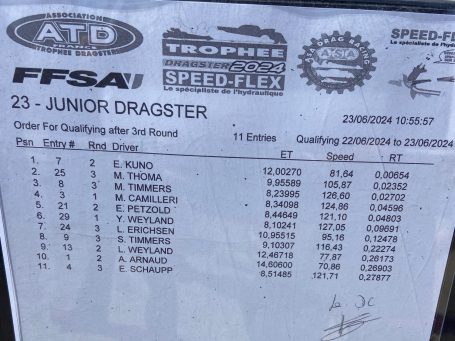 ASSOCIATION
ATD
FRANCE
TROPHEE DRAGSTER
FFSA
TROPHEE
DRAGSTER 2024
SPEED-FLEX
Le spécialiste de l'hydraulique
DRAG RACING
SPEED-F
Le spécialiste de l'h
23/06/2024 10:55:57
23 - JUNIOR DRAGSTER
Order For Qualifying after 3rd Round 11 Entries Qualifying 22/06/2024 to 23/06/2024
Psn Entry # Rnd Driver ET Speed RT
1. 7 2 E. KUNO 12,00270 81,64 0,00654
2. 25 3 M. THOMA 9,95589 105,87 0,02352
3. 8 3 M. TIMMERS 8,23995 126,60 0,02702
4. 3 1 M. CAMILLERI 8,34098 124,86 0,04596
5. 21 2 E. PETZOLD 8,44649 121,10 0,04803
6. 29 1 Y. WEYLAND 8,10241 127,05 0,09691
7. 24 3 L. ERICHSEN 10,95515 95,16 0,12478
8. 9 3 S. TIMMERS 9,10307 116,43 0,22274
9. 13 2 L. WEYLAND 12,46718 77,87 0,26173
10. 1 2 A. ARNAUD 14,60600 70,86 0,26903
11. 4 3 E. SCHAUPP 8,51485 121,71 0,27877